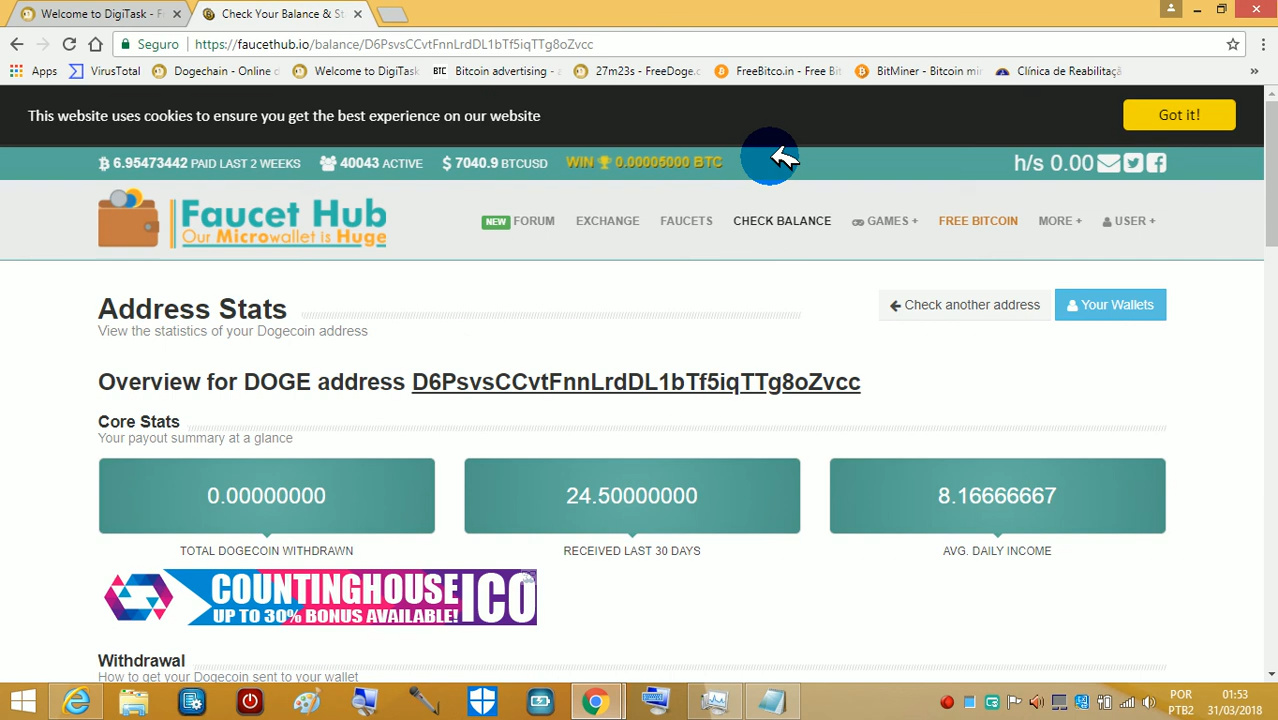 Welcome to DigiTask - F
Check Your Balance & St
Seguro https://faucethub.io/balance/D6PsvsCCvtFnnLrdDL1bTf5iqTTg8oZvcc
Apps VirusTotal Dogechain - Online d Welcome to DigiTask BTC Bitcoin advertising - a 27m23s - FreeDoge.c FreeBitco.in - Free Bit BitMiner - Bitcoin min Clínica de Reabilitaçã »
This website uses cookies to ensure you get the best experience on our website
Got it!
6.95473442 PAID LAST 2 WEEKS 40043 ACTIVE $ 7040.9 BTCUSD WIN 0.00005000 BTC h/s 0.00
Faucet Hub
Our Microwallet is Huge
NEW FORUM EXCHANGE FAUCETS CHECK BALANCE GAMES + FREE BITCOIN MORE + USER +
Address Stats
View the statistics of your Dogecoin address
Check another address Your Wallets
Overview for DOGE address D6PsvsCCvtFnnLrdDL1bTf5iqTTg8oZvcc
Core Stats
Your payout summary at a glance
0.00000000 24.50000000 8.16666667
TOTAL DOGECOIN WITHDRAWN RECEIVED LAST 30 DAYS AVG. DAILY INCOME
COUNTINGHOUSE ICO
UP TO 30% BONUS AVAILABLE!
Withdrawal
How to get your Dogecoin sent to your wallet
POR 01:53
PTB2 31/03/2018